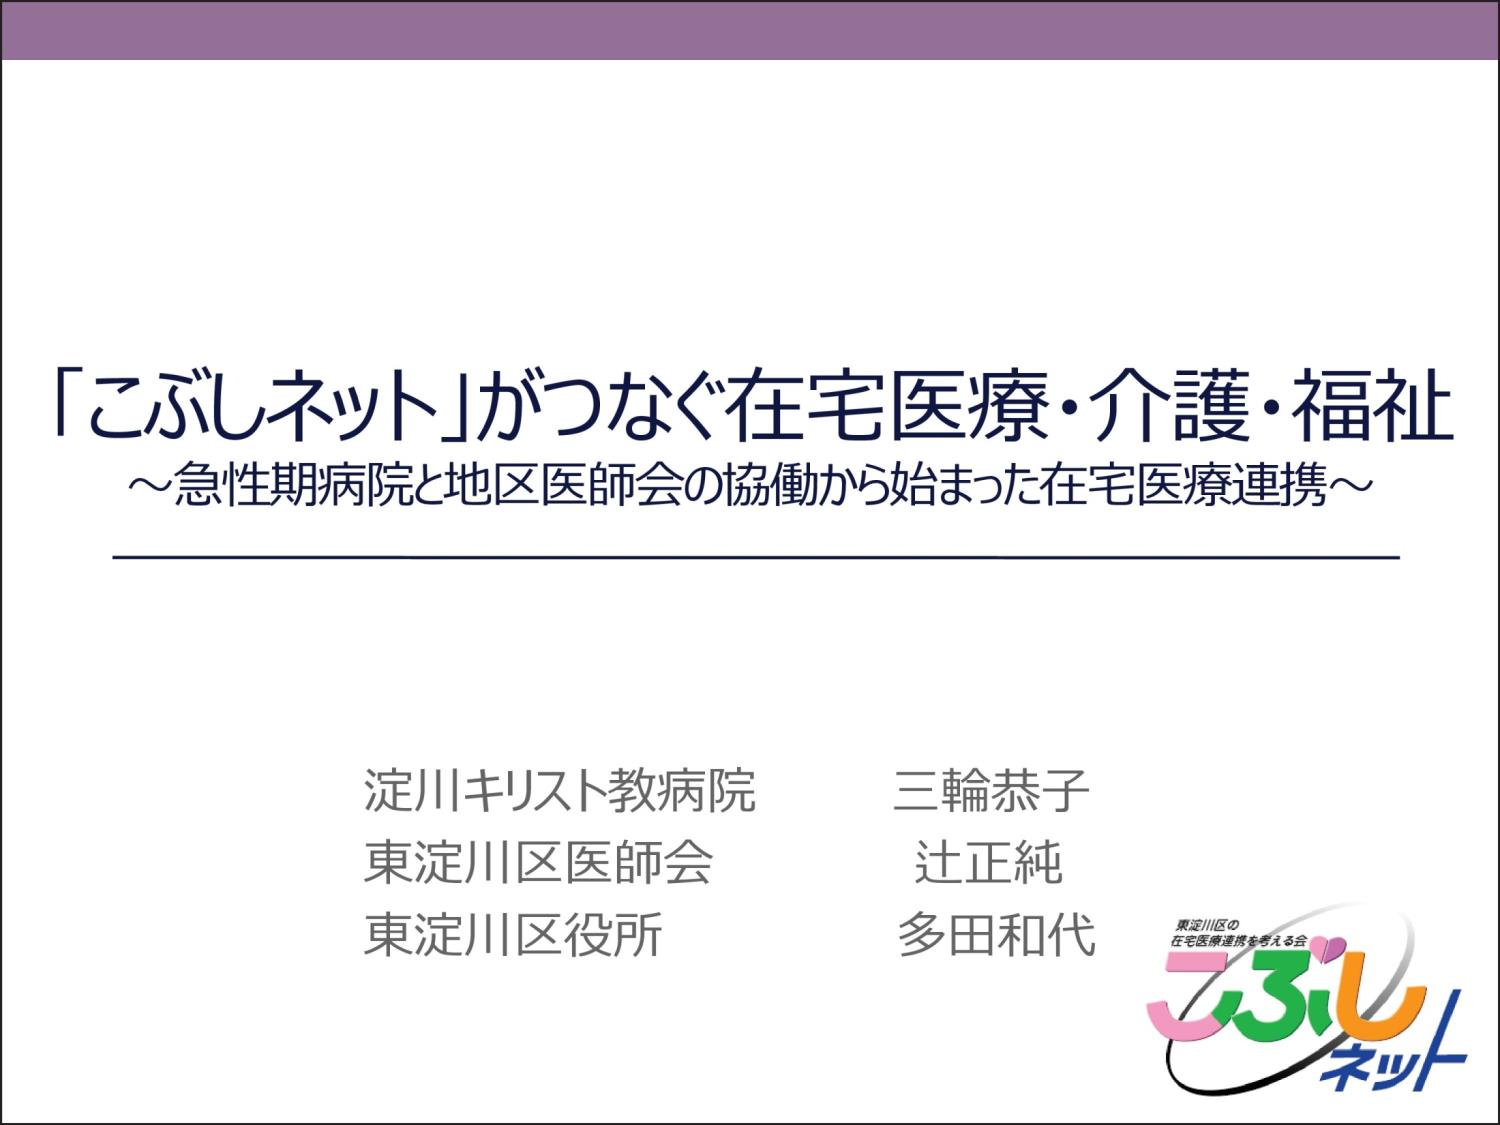 「こぶしネット」がつなぐ在宅医療・介護・福祉
～急性期病院と地区医師会の協働から始まった在宅医療連携～
淀川キリスト教病院　三輪恭子
東淀川区医師会　辻正純
東淀川区役所　多田和代
東淀川区の
在宅医療連携を考える会
こぶし
ネット